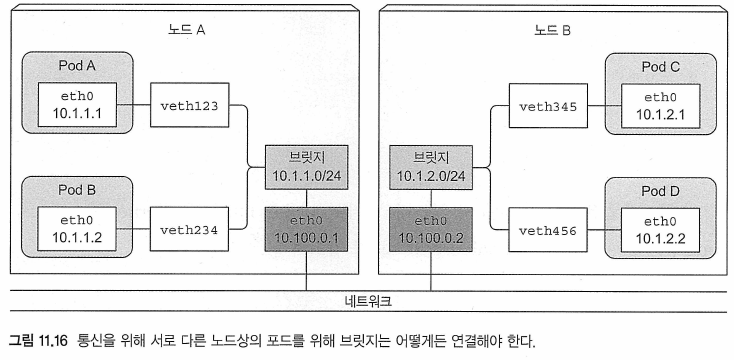 노드 A
노드 B
Pod A
eth0
10.1.1.1
veth123
Pod B
eth0
10.1.1.2
veth234
브릿지
10.1.1.0/24
eth0
10.100.0.1
브릿지
10.1.2.0/24
eth0
10.100.0.2
veth345
Pod C
eth0
10.1.2.1
veth456
Pod D
eth0
10.1.2.2
네트워크
그림 11.16 통신을 위해 서로 다른 노드상의 포드를 위해 브릿지는 어떻게든 연결해야 한다.